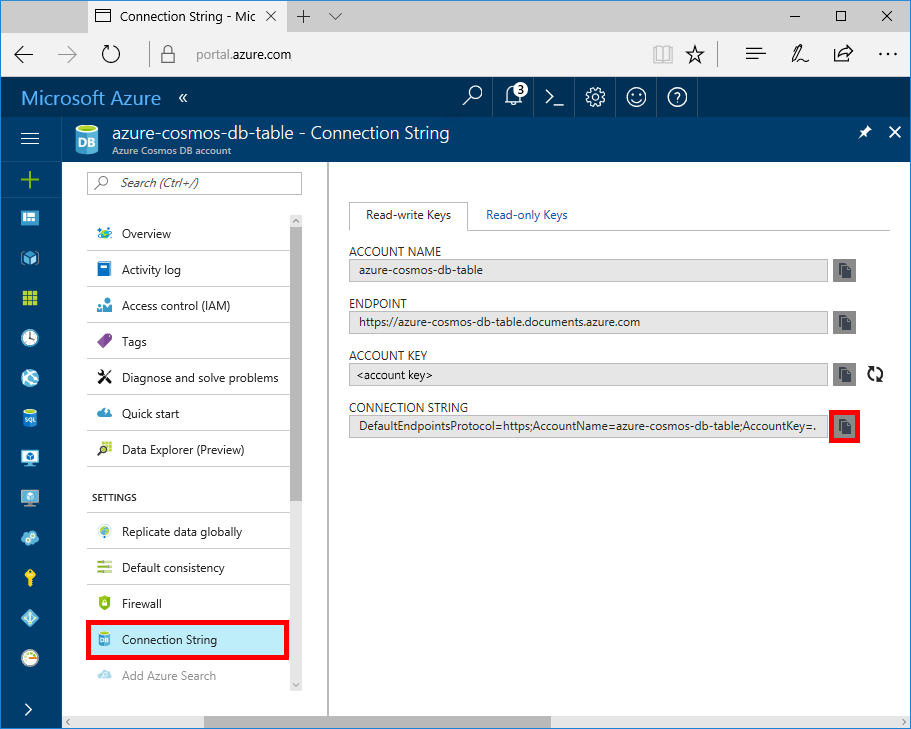 Connection String - Mic
portal.azure.com
Microsoft Azure «
3
azure-cosmos-db-table - Connection String
Azure Cosmos DB account
DB
Search (Ctrl+/)
Overview
Activity log
Access control (IAM)
Tags
Diagnose and solve problems
Quick start
Data Explorer (Preview)
SETTINGS
Replicate data globally
Default consistency
Firewall
DB
Connection String
Add Azure Search
SQL
Read-write Keys
Read-only Keys
ACCOUNT NAME
azure-cosmos-db-table
ENDPOINT
https://azure-cosmos-db-table.documents.azure.com
ACCOUNT KEY
<account key>
CONNECTION STRING
DefaultEndpointsProtocol=https;AccountName=azure-cosmos-db-table;AccountKey=.